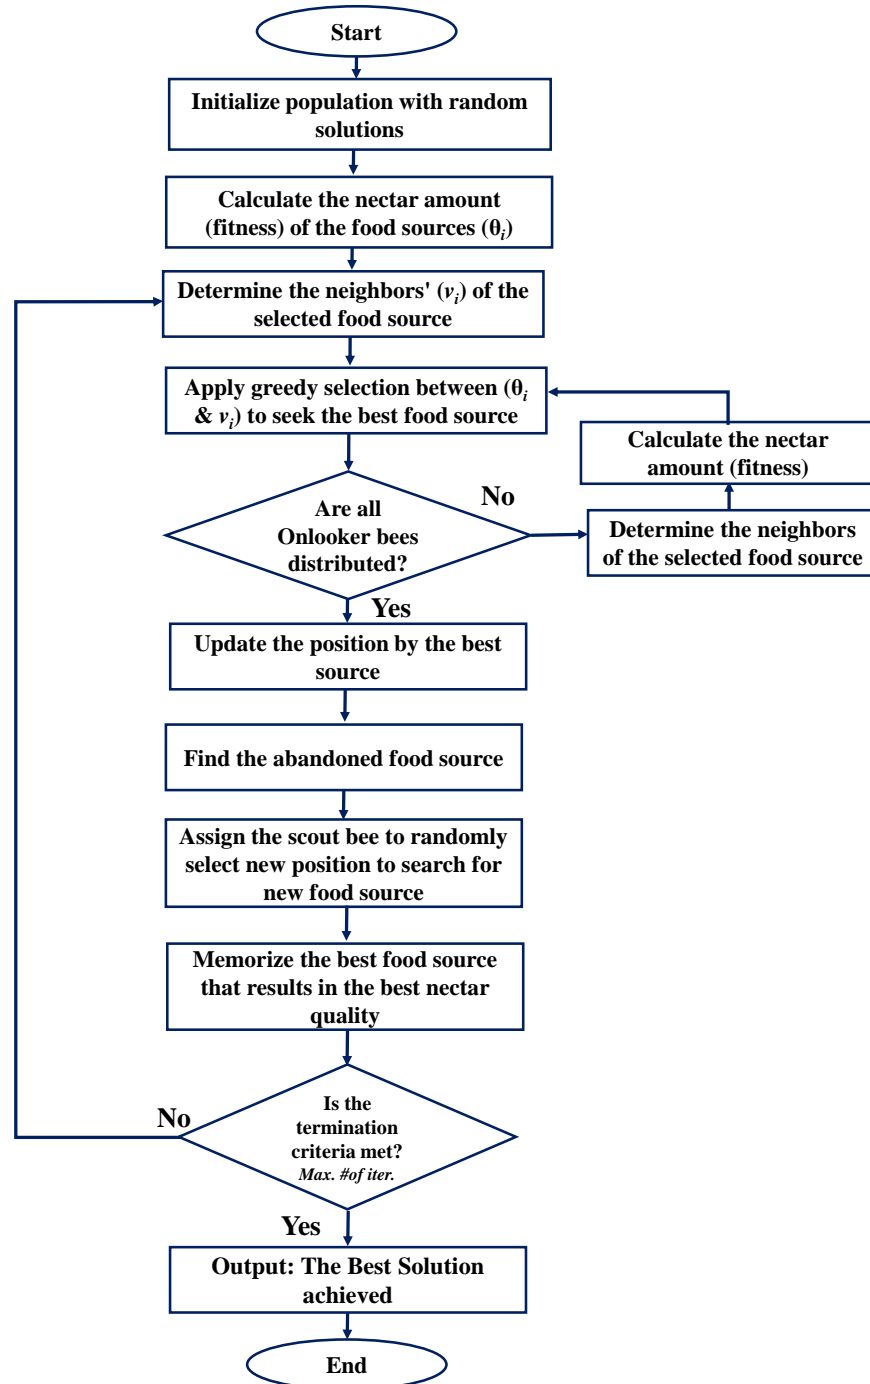 Start
Initialize population with random
solutions
Calculate the nectar amount
(fitness) of the food sources (θi)
Determine the neighbors' (vi) of the
selected food source
Apply greedy selection between (θi
& vi) to seek the best food source
Calculate the nectar
amount (fitness)
No
Are all
Onlooker bees
distributed?
Determine the neighbors
of the selected food source
Yes
Update the position by the best
source
Find the abandoned food source
Assign the scout bee to randomly
select new position to search for
new food source
Memorize the best food source
that results in the best nectar
quality
No
Is the
termination
criteria met?
Max. #of iter.
Yes
Output: The Best Solution
achieved
End